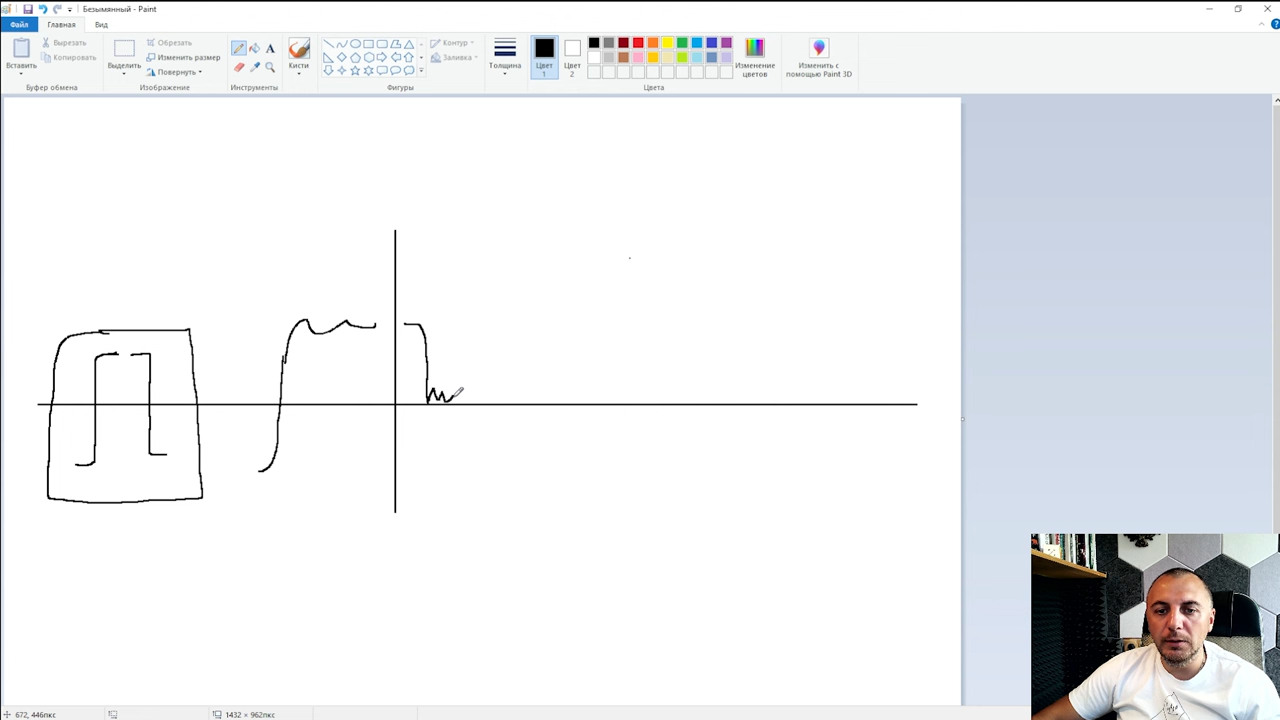 Безымянный - Paint
Файл Главная Вид
Вставить
Вырезать
Копировать
Буфер обмена
Выделить
Обрезать
Изменить размер
Повернуть
Изображение
A
Инструменты
Кисти
Фигуры
Контур
Заливка
Толщина
Цвет 1
Цвет 2
Цвета
Изменение цветов
Изменить с помощью Paint 3D
672, 446пкс
1432 × 962пкс